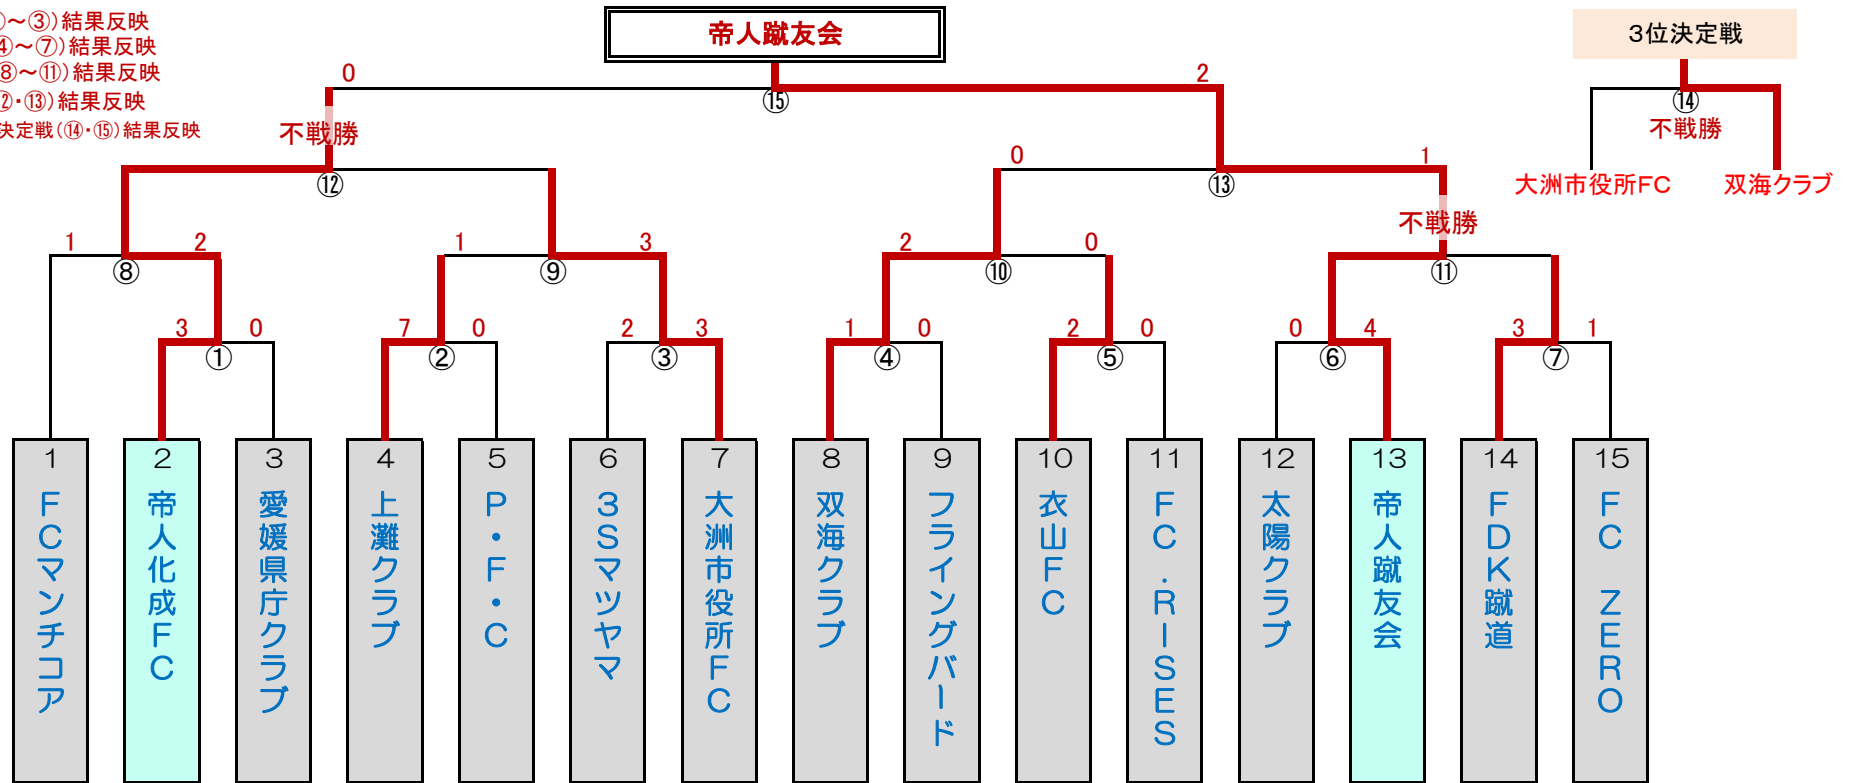 ～③）結果反映
④～⑦）結果反映
⑧～⑪）結果反映
⑫・⑬）結果反映
決定戦（⑭・⑮）結果反映
帝人蹴友会
3位決定戦
0
2
⑮
⑭
不戦勝
不戦勝
0
1
⑫
⑬
大洲市役所FC
双海クラブ
不戦勝
1
2
1
3
2
0
⑧
⑨
⑩
⑪
3
0
7
0
2
3
1
0
2
0
0
4
3
1
①
②
③
④
⑤
⑥
⑦
1
FCマンチコア
2
帝人化成FC
3
愛媛県庁クラブ
4
上灘クラブ
5
P・F・C
6
3Sマツヤマ
7
大洲市役所FC
8
双海クラブ
9
フライングバード
10
衣山FC
11
FC．RISES
12
太陽クラブ
13
帝人蹴友会
14
FDK蹴道
15
FC ZERO